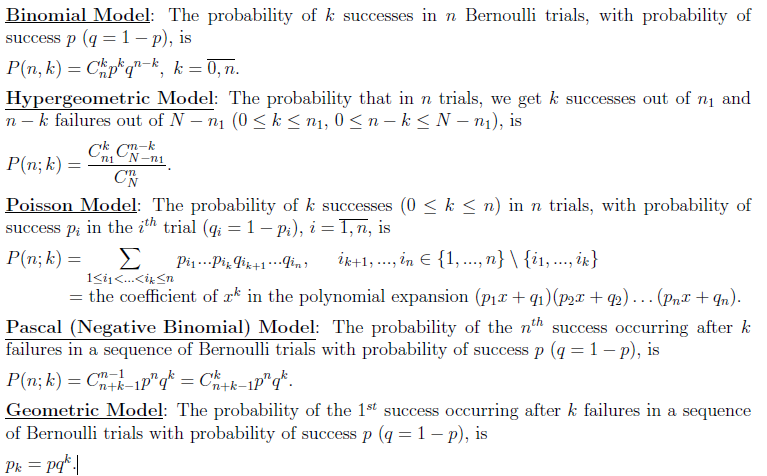 Binomial Model: The probability of k successes in n Bernoulli trials, with probability of
success p (q = 1 − p), is
P(n, k) = C_n^k p^k q^{n−k}, k = \overline{0, n}.
Hypergeometric Model: The probability that in n trials, we get k successes out of n_1 and
n − k failures out of N − n_1 (0 ≤ k ≤ n_1, 0 ≤ n − k ≤ N − n_1), is
P(n; k) = \frac{C_{n_1}^k C_{N−n_1}^{n−k}}{C_N^n}.
Poisson Model: The probability of k successes (0 ≤ k ≤ n) in n trials, with probability of
success p_i in the i^{th} trial (q_i = 1 − p_i), i = \overline{1, n}, is
P(n; k) = \sum_{1≤i_1<...<i_k≤n} p_{i_1}...p_{i_k} q_{i_{k+1}}...q_{i_n}, i_{k+1}, ..., i_n ∈ {1, ..., n} \ {i_1, ..., i_k}
= the coefficient of x^k in the polynomial expansion (p_1x + q_1)(p_2x + q_2) . . . (p_nx + q_n).
Pascal (Negative Binomial) Model: The probability of the n^{th} success occurring after k
failures in a sequence of Bernoulli trials with probability of success p (q = 1 − p), is
P(n; k) = C_{n+k−1}^{n−1} p^n q^k = C_{n+k−1}^k p^n q^k.
Geometric Model: The probability of the 1^{st} success occurring after k failures in a sequence
of Bernoulli trials with probability of success p (q = 1 − p), is
p_k = pq^k.